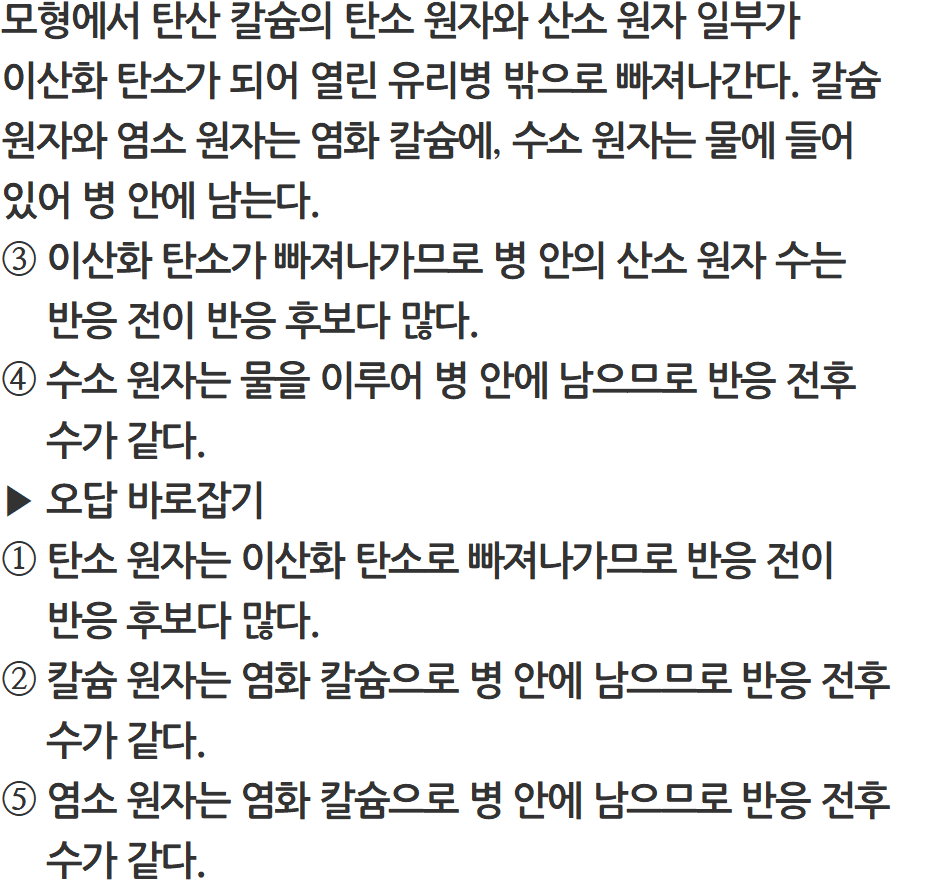 모형에서 탄산 칼슘의 탄소 원자와 산소 원자 일부가
이산화 탄소가 되어 열린 유리병 밖으로 빠져나간다. 칼슘
원자와 염소 원자는 염화 칼슘에, 수소 원자는 물에 들어
있어 병 안에 남는다.
③ 이산화 탄소가 빠져나가므로 병 안의 산소 원자 수는
반응 전이 반응 후보다 많다.
④ 수소 원자는 물을 이루어 병 안에 남으므로 반응 전후
수가 같다.
▶ 오답 바로잡기
① 탄소 원자는 이산화 탄소로 빠져나가므로 반응 전이
반응 후보다 많다.
② 칼슘 원자는 염화 칼슘으로 병 안에 남으므로 반응 전후
수가 같다.
⑤ 염소 원자는 염화 칼슘으로 병 안에 남으므로 반응 전후
수가 같다.